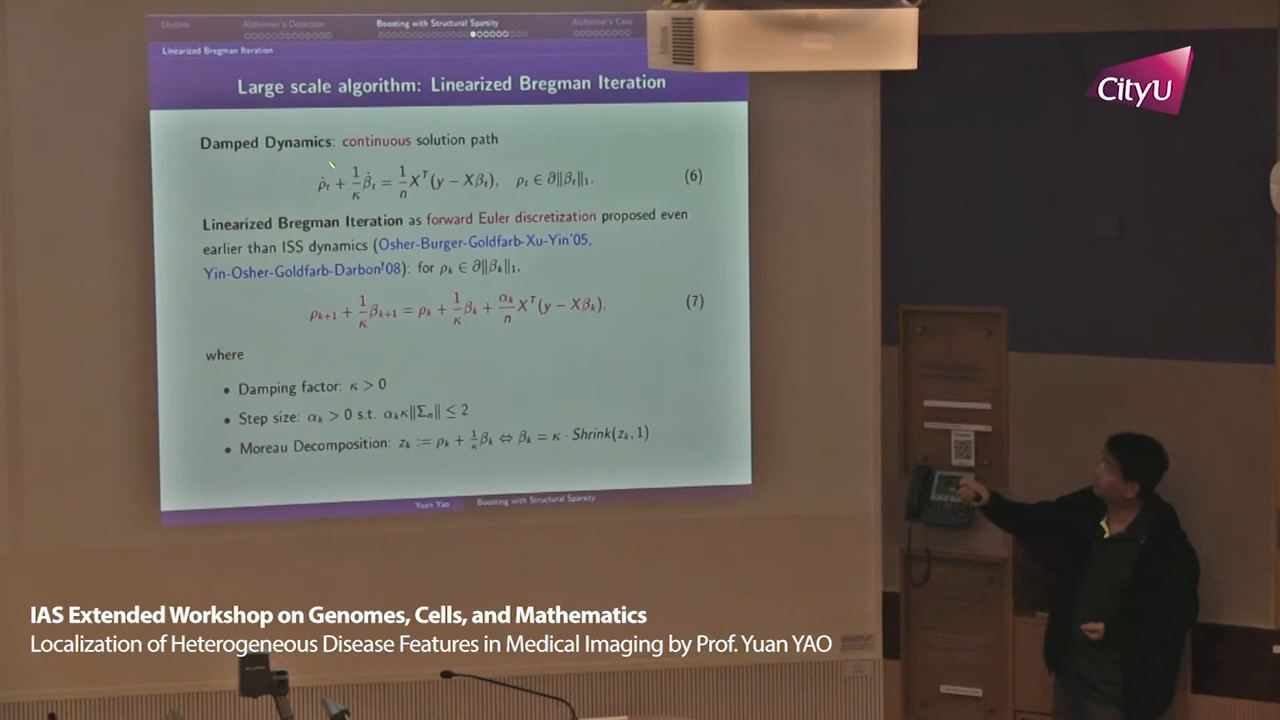 Outline Alzheimer's Detection Boosting with Structural Sparsity Alzheimer's Case
Linearized Bregman Iteration
Large scale algorithm: Linearized Bregman Iteration
CityU
Damped Dynamics: continuous solution path
ρ̇ₜ + 1/κ β̇ₜ = 1/n Xᵀ(y − Xβₜ), ρₜ ∈ ∂‖βₜ‖₁. (6)
Linearized Bregman Iteration as forward Euler discretization proposed even
earlier than ISS dynamics (Osher-Burger-Goldfarb-Xu-Yin'05,
Yin-Osher-Goldfarb-Darbon'08): for ρₖ ∈ ∂‖βₖ‖₁,
ρₖ₊₁ + 1/κ βₖ₊₁ = ρₖ + 1/κ βₖ + αₖ/n Xᵀ(y − Xβₖ), (7)
where
• Damping factor: κ > 0
• Step size: αₖ > 0 s.t. αₖκ‖Σₙ‖ ≤ 2
• Moreau Decomposition: zₖ := ρₖ + 1/κ βₖ ⇔ βₖ = κ · Shrink(zₖ, 1)
Yuan Yao Boosting with Structural Sparsity
IAS Extended Workshop on Genomes, Cells, and Mathematics
Localization of Heterogeneous Disease Features in Medical Imaging by Prof. Yuan YAO